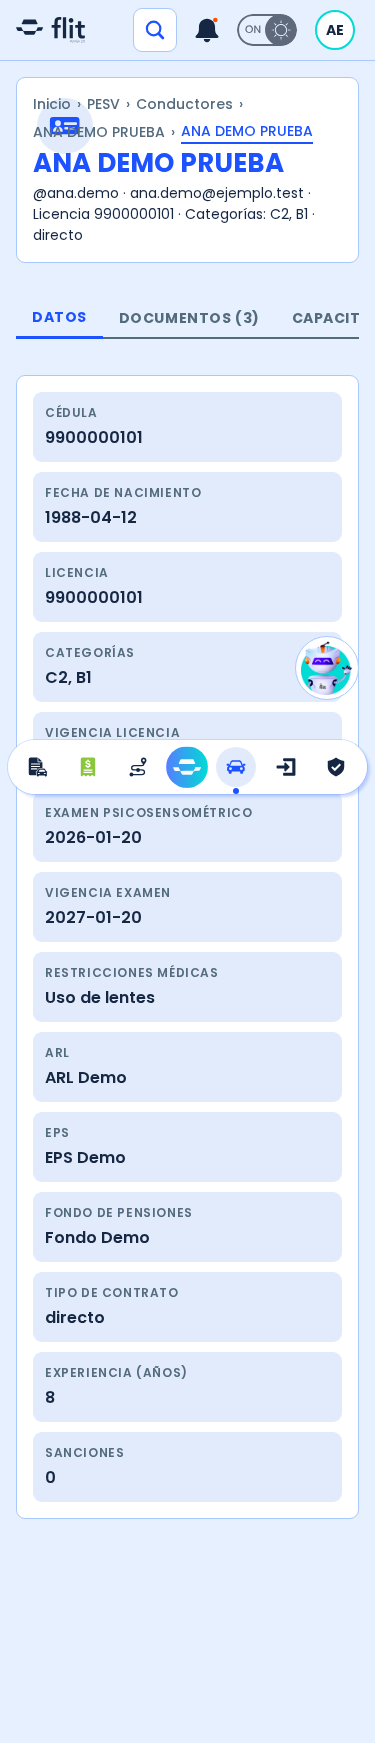 flit
ON
AE
Inicio › PESV › Conductores ›
ANA DEMO PRUEBA › ANA DEMO PRUEBA
ANA DEMO PRUEBA
@ana.demo · ana.demo@ejemplo.test ·
Licencia 9900000101 · Categorías: C2, B1 ·
directo
DATOS DOCUMENTOS (3) CAPACIT
CÉDULA
9900000101
FECHA DE NACIMIENTO
1988-04-12
LICENCIA
9900000101
CATEGORÍAS
C2, B1
VIGENCIA LICENCIA
EXAMEN PSICOSENSOMÉTRICO
2026-01-20
VIGENCIA EXAMEN
2027-01-20
RESTRICCIONES MÉDICAS
Uso de lentes
ARL
ARL Demo
EPS
EPS Demo
FONDO DE PENSIONES
Fondo Demo
TIPO DE CONTRATO
directo
EXPERIENCIA (AÑOS)
8
SANCIONES
0